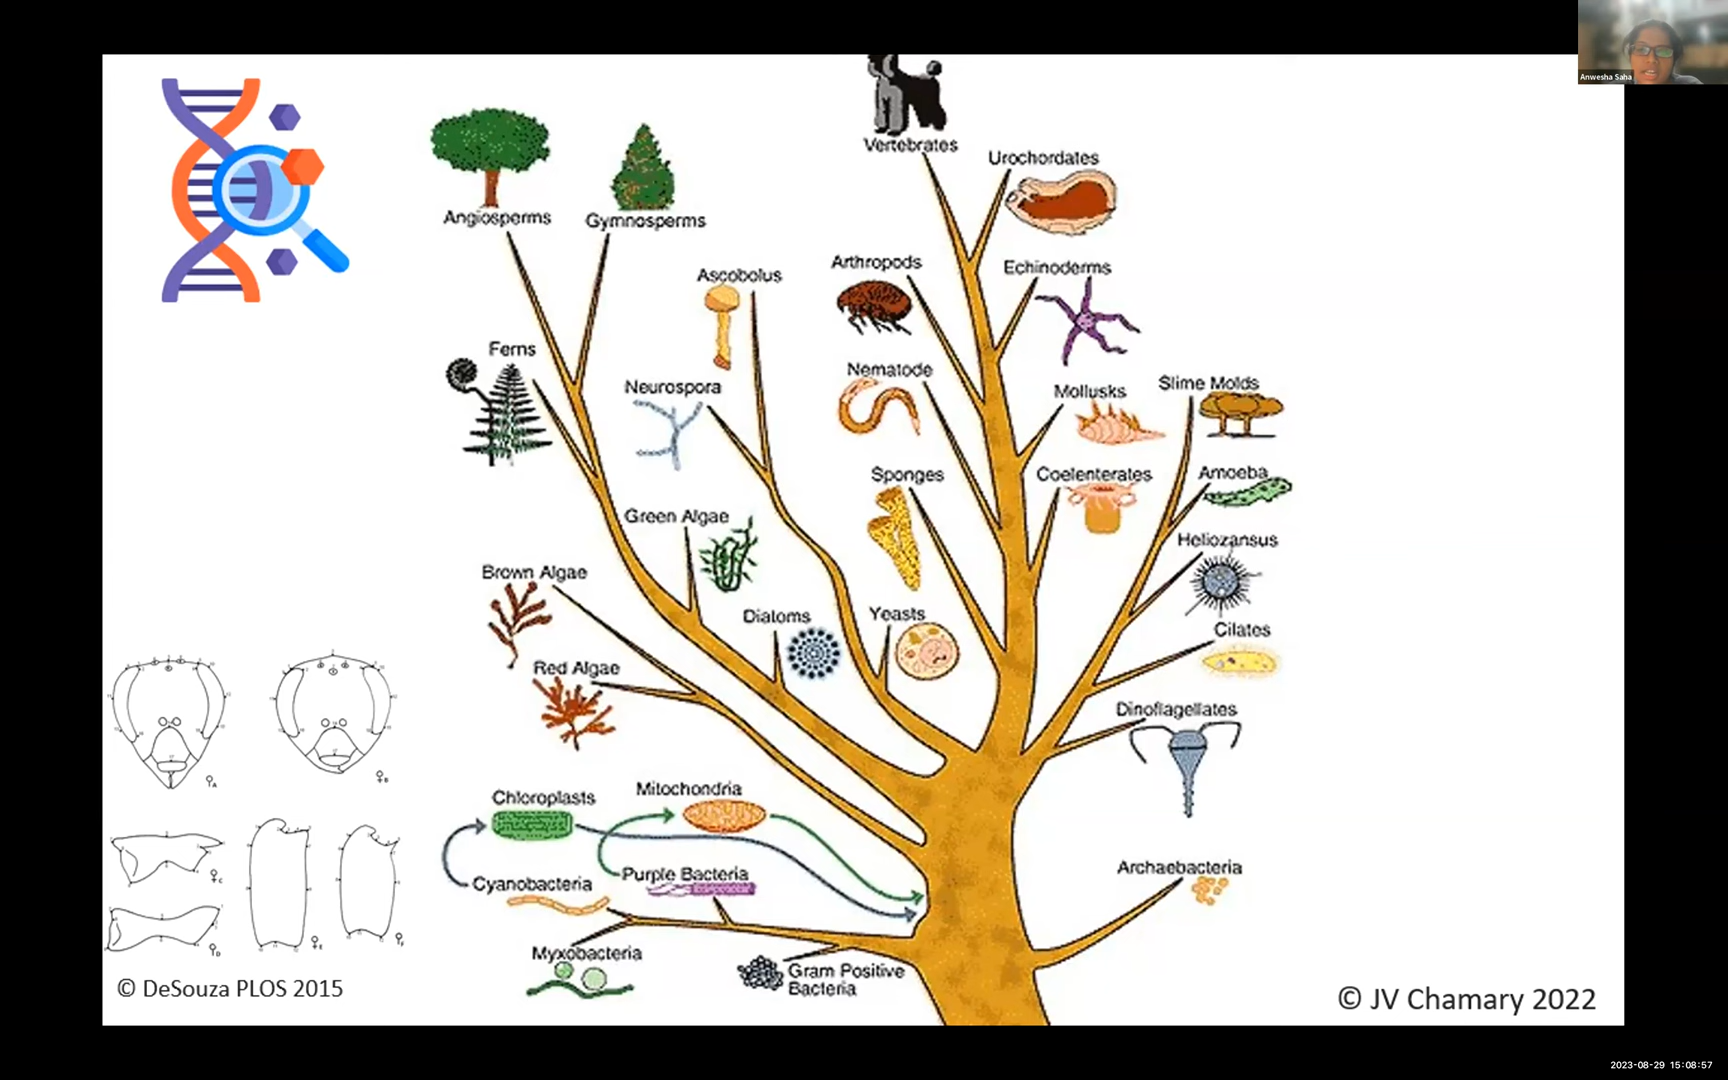 Anwesha Saha
Vertebrates
Urochordates
Angiosperms
Gymnosperms
Arthropods
Echinoderms
Ascobolus
Ferns
Nematode
Neurospora
Mollusks
Slime Molds
Sponges
Coelenterates
Amoeba
Green Algae
Heliozansus
Brown Algae
Diatoms
Yeasts
Ciliates
Red Algae
Dinoflagellates
Chloroplasts
Mitochondria
Archaebacteria
Cyanobacteria
Purple Bacteria
Myxobacteria
Gram Positive
Bacteria
© DeSouza PLOS 2015
© JV Chamary 2022
2023-08-29 15:08:57